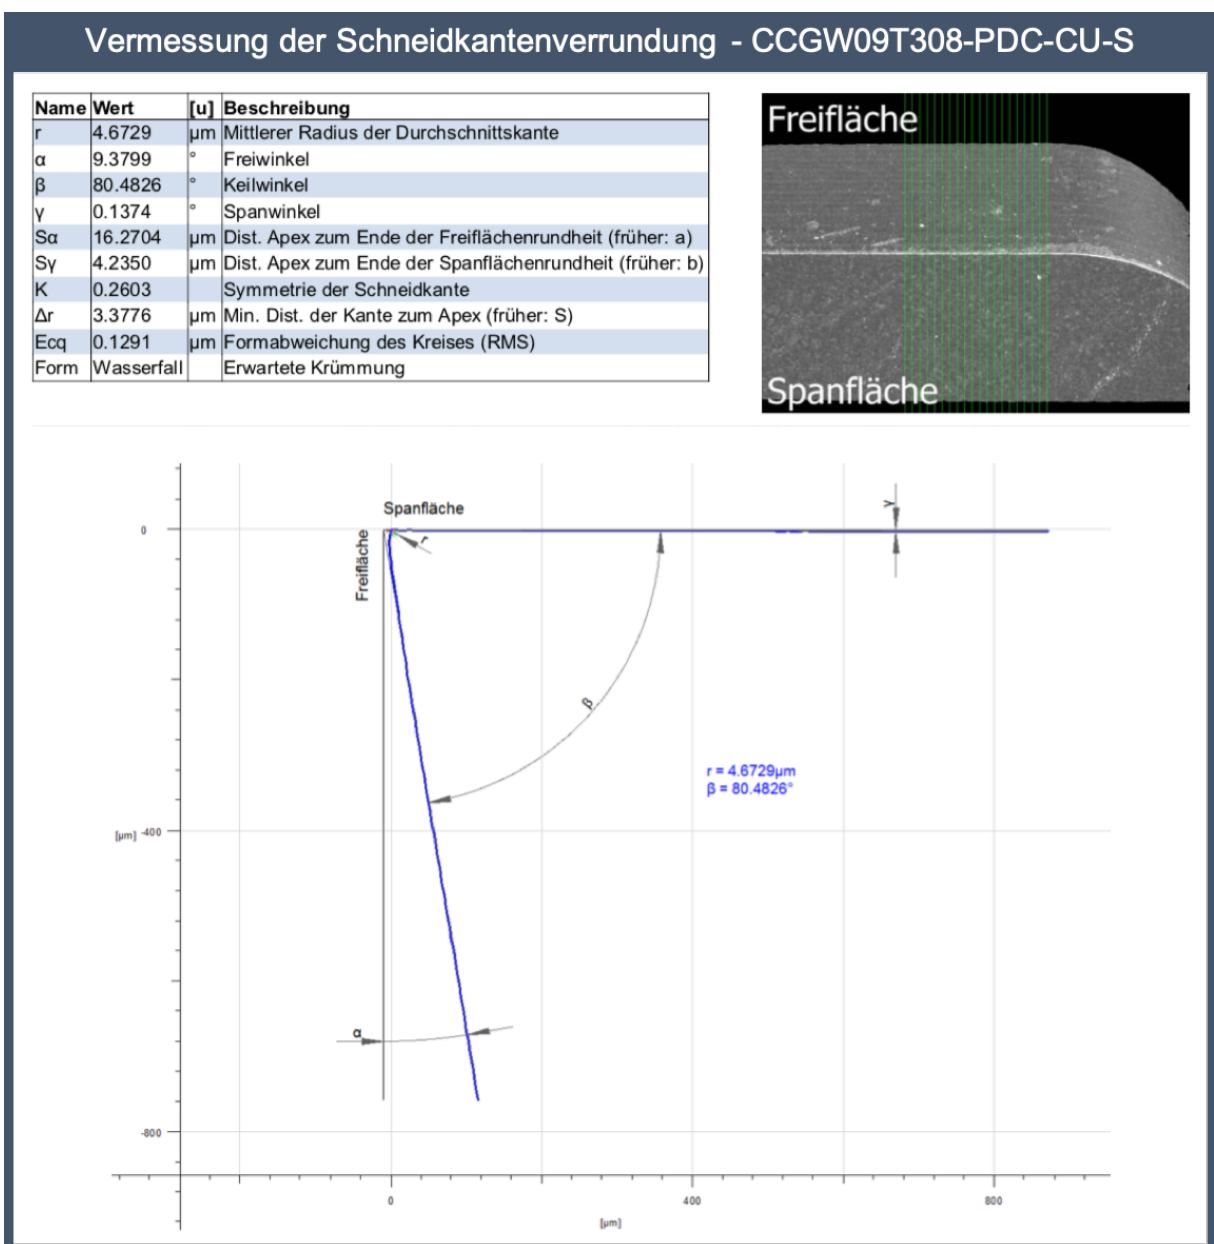 Vermessung der Schneidkantenverrundung - CCGW09T308-PDC-CU-S
Name Wert [u] Beschreibung
r 4.6729 µm Mittlerer Radius der Durchschnittskante
α 9.3799 ° Freiwinkel
β 80.4826 ° Keilwinkel
γ 0.1374 ° Spanwinkel
Sα 16.2704 µm Dist. Apex zum Ende der Freiflächenrundheit (früher: a)
Sγ 4.2350 µm Dist. Apex zum Ende der Spanflächenrundheit (früher: b)
K 0.2603 Symmetrie der Schneidkante
Δr 3.3776 µm Min. Dist. der Kante zum Apex (früher: S)
Ecq 0.1291 µm Formabweichung des Kreises (RMS)
Form Wasserfall Erwartete Krümmung
Freifläche
Spanfläche
Spanfläche
γ
0
r
Freifläche
β
r = 4.6729µm
β = 80.4826°
[µm] -400
α
-800
0 400 800
[µm]